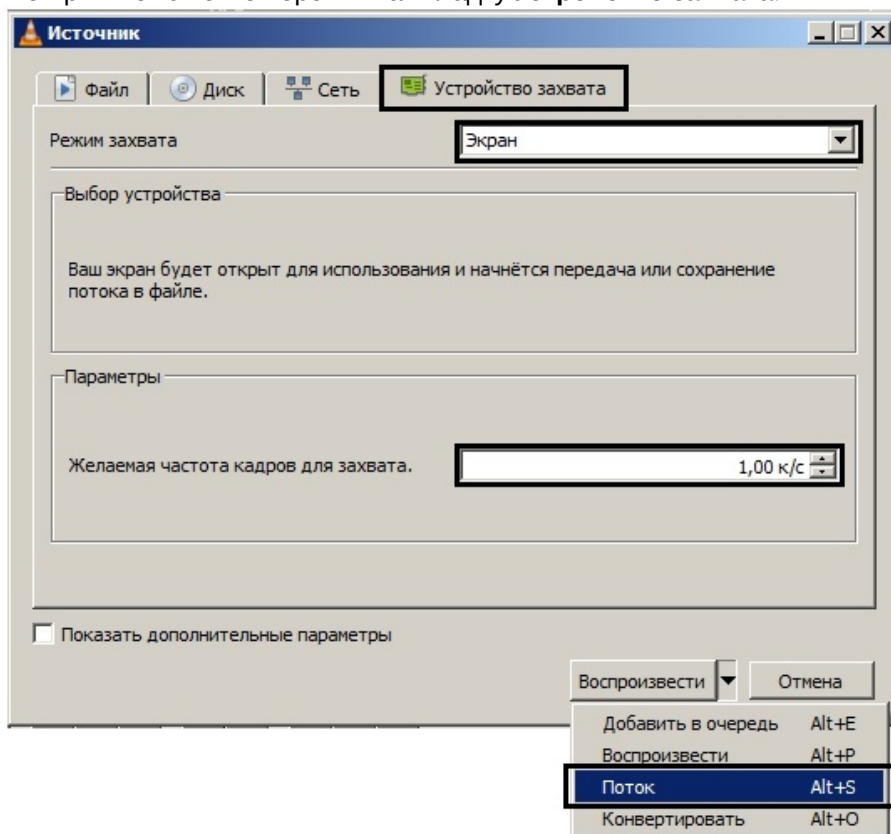 Источник
Файл Диск Сеть Устройство захвата
Режим захвата Экран
Выбор устройства
Ваш экран будет открыт для использования и начнётся передача или сохранение
потока в файле.
Параметры
Желаемая частота кадров для захвата. 1,00 к/с
Показать дополнительные параметры
Воспроизвести Отмена
Добавить в очередь Alt+E
Воспроизвести Alt+P
Поток Alt+S
Конвертировать Alt+O